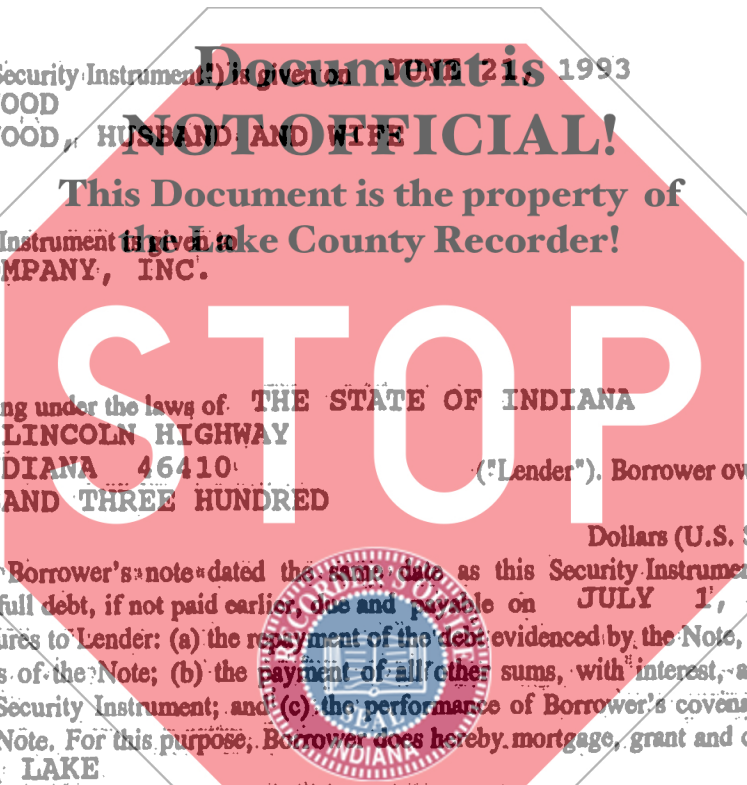 Document is
Security Instrument") is given on JUNE 21, 1993
OOD
NOT OFFICIAL!
OOD, HUSBAND AND WIFE
This Document is the property of
the Lake County Recorder!
Instrument is given to
MPANY, INC.
STOP
ng under the laws of THE STATE OF INDIANA
LINCOLN HIGHWAY
DIANA 46410 ("Lender"). Borrower ow
AND THREE HUNDRED
Dollars (U.S. $
Borrower's note dated the same date as this Security Instrumen
full debt, if not paid earlier, due and payable on JULY 1,
ures to Lender: (a) the repayment of the debt evidenced by the Note,
s of the Note; (b) the payment of all other sums, with interest, a
Security Instrument; and (c) the performance of Borrower's covena
Note. For this purpose, Borrower does hereby mortgage, grant and c
LAKE
RECORDER'S OFFICE
SEAL
INDIANA